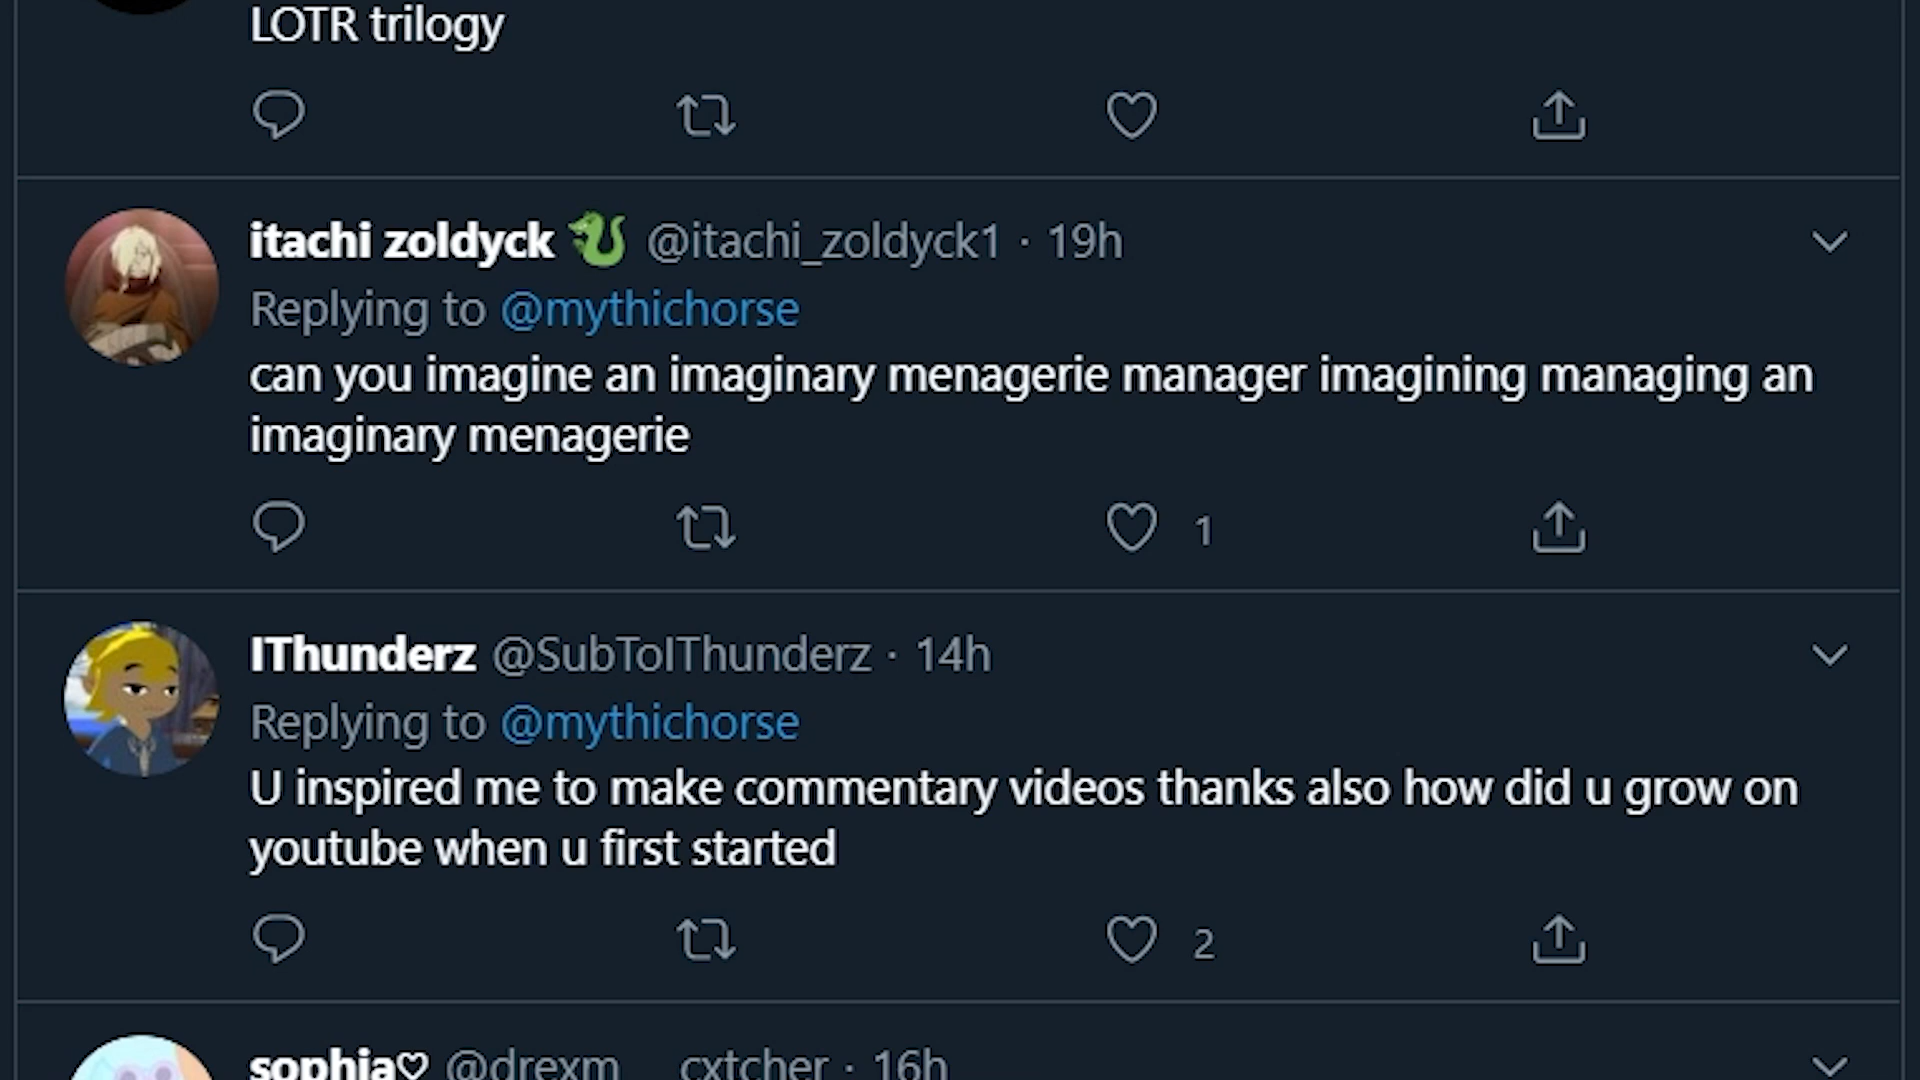 LOTR trilogy
itachi zoldyck 🐉 @itachi_zoldyck1 · 19h
Replying to @mythichorse
can you imagine an imaginary menagerie manager imagining managing an
imaginary menagerie
1
IThunderz @SubToIThunderz · 14h
Replying to @mythichorse
U inspired me to make commentary videos thanks also how did u grow on
youtube when u first started
2
sophia♡ @drexm__cxtcher · 16h